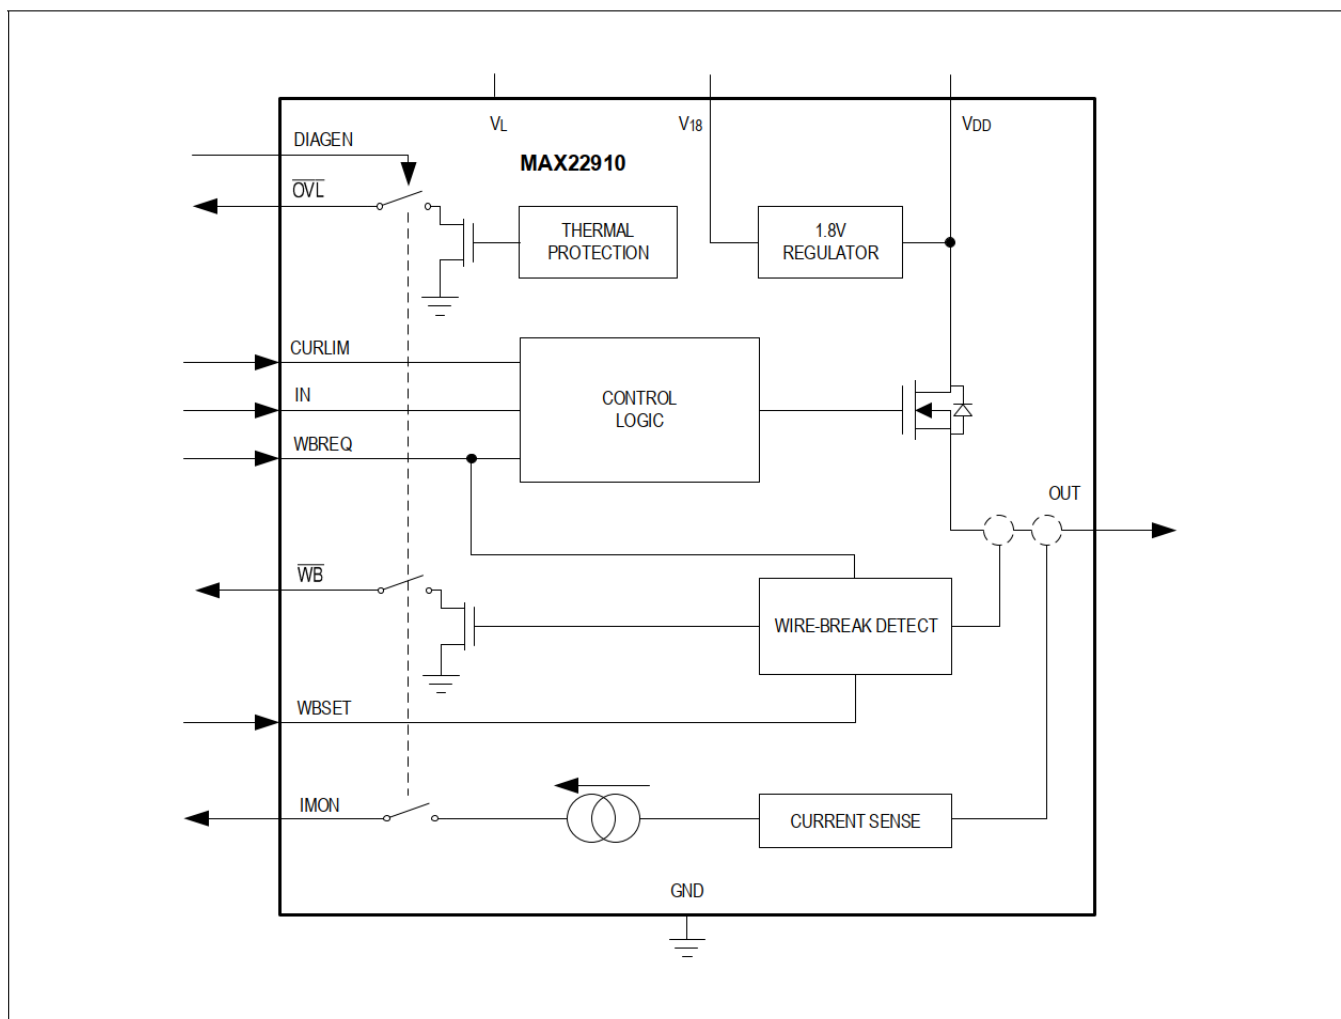 VL
V18
VDD
DIAGEN
MAX22910
OVL
THERMAL
PROTECTION
1.8V
REGULATOR
CURLIM
IN
CONTROL
LOGIC
WBREQ
OUT
WB
WIRE-BREAK DETECT
WBSET
IMON
CURRENT SENSE
GND